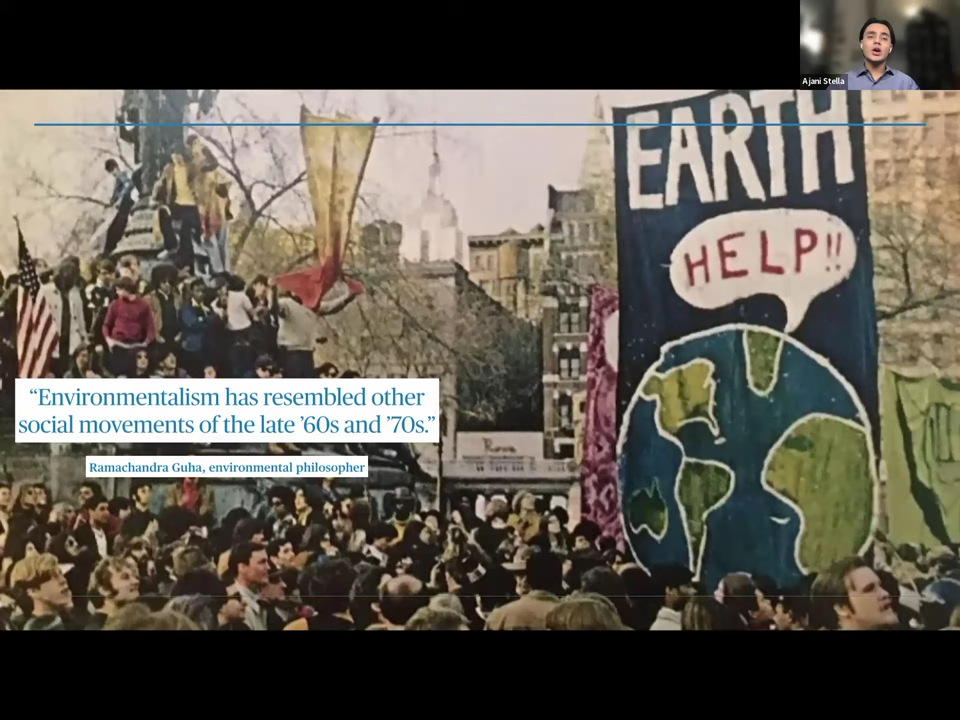 Ajani Stella
EARTH
HELP!!
“Environmentalism has resembled other
social movements of the late ’60s and ’70s.”
Ramachandra Guha, environmental philosopher